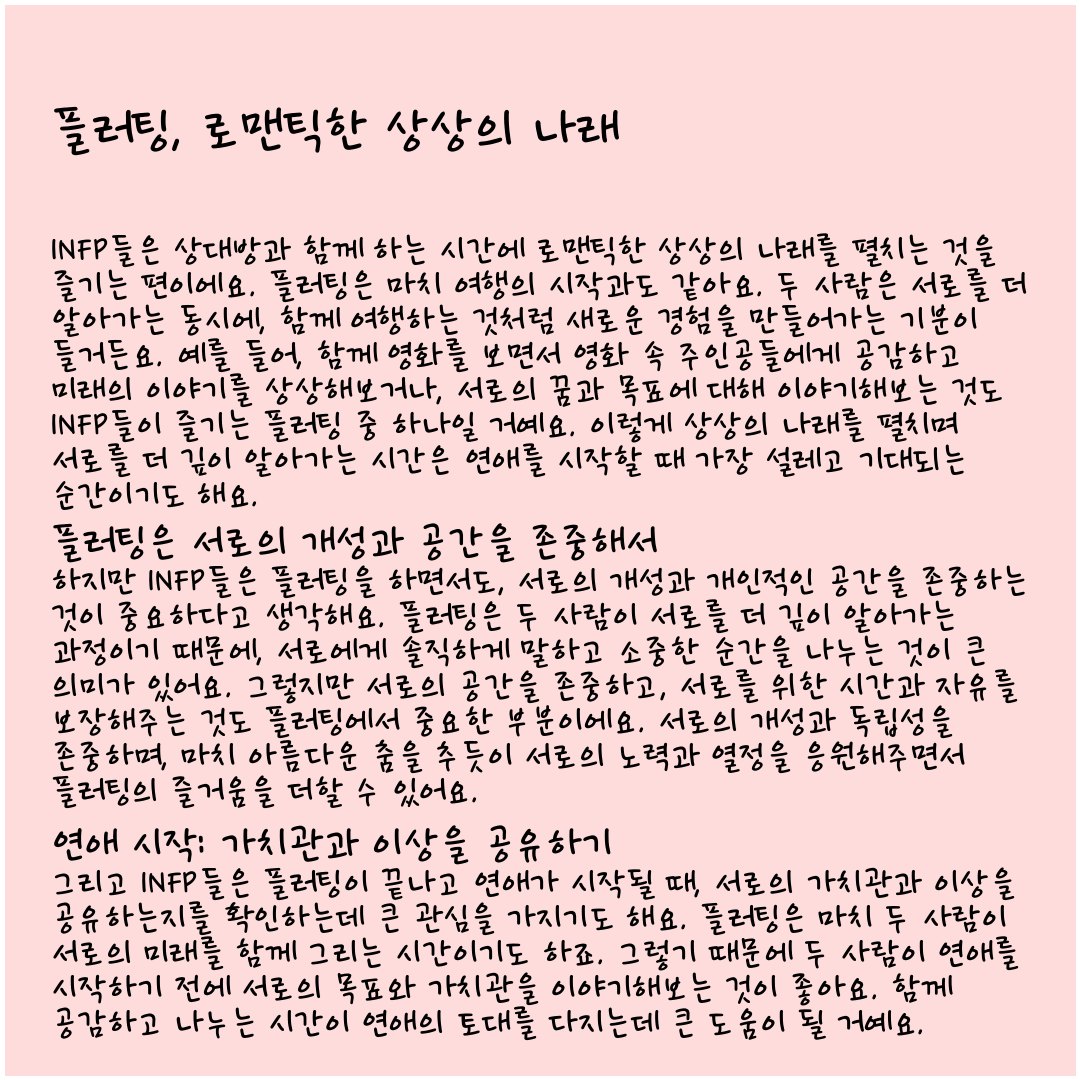 플러팅, 로맨틱한 상상의 나래
INFP들은 상대방과 함께 하는 시간에 로맨틱한 상상의 나래를 펼치는 것을
즐기는 편이에요. 플러팅은 마치 여행의 시작과도 같아요. 두 사람은 서로를 더
알아가는 동시에, 함께 여행하는 것처럼 새로운 경험을 만들어가는 기분이
들거든요. 예를 들어, 함께 영화를 보면서 영화 속 주인공들에게 공감하고
미래의 이야기를 상상해보거나, 서로의 꿈과 목표에 대해 이야기해보는 것도
INFP들이 즐기는 플러팅 중 하나일 거예요. 이렇게 상상의 나래를 펼치며
서로를 더 깊이 알아가는 시간은 연애를 시작할 때 가장 설레고 기대되는
순간이기도 해요.
플러팅은 서로의 개성과 공간을 존중해서
하지만 INFP들은 플러팅을 하면서도, 서로의 개성과 개인적인 공간을 존중하는
것이 중요하다고 생각해요. 플러팅은 두 사람이 서로를 더 깊이 알아가는
과정이기 때문에, 서로에게 솔직하게 말하고 소중한 순간을 나누는 것이 큰
의미가 있어요. 그렇지만 서로의 공간을 존중하고, 서로를 위한 시간과 자유를
보장해주는 것도 플러팅에서 중요한 부분이에요. 서로의 개성과 독립성을
존중하며, 마치 아름다운 춤을 추듯이 서로의 노력과 열정을 응원해주면서
플러팅의 즐거움을 더할 수 있어요.
연애 시작: 가치관과 이상을 공유하기
그리고 INFP들은 플러팅이 끝나고 연애가 시작될 때, 서로의 가치관과 이상을
공유하는지를 확인하는데 큰 관심을 가지기도 해요. 플러팅은 마치 두 사람이
서로의 미래를 함께 그리는 시간이기도 하죠. 그렇기 때문에 두 사람이 연애를
시작하기 전에 서로의 목표와 가치관을 이야기해보는 것이 좋아요. 함께
공감하고 나누는 시간이 연애의 토대를 다지는데 큰 도움이 될 거예요.